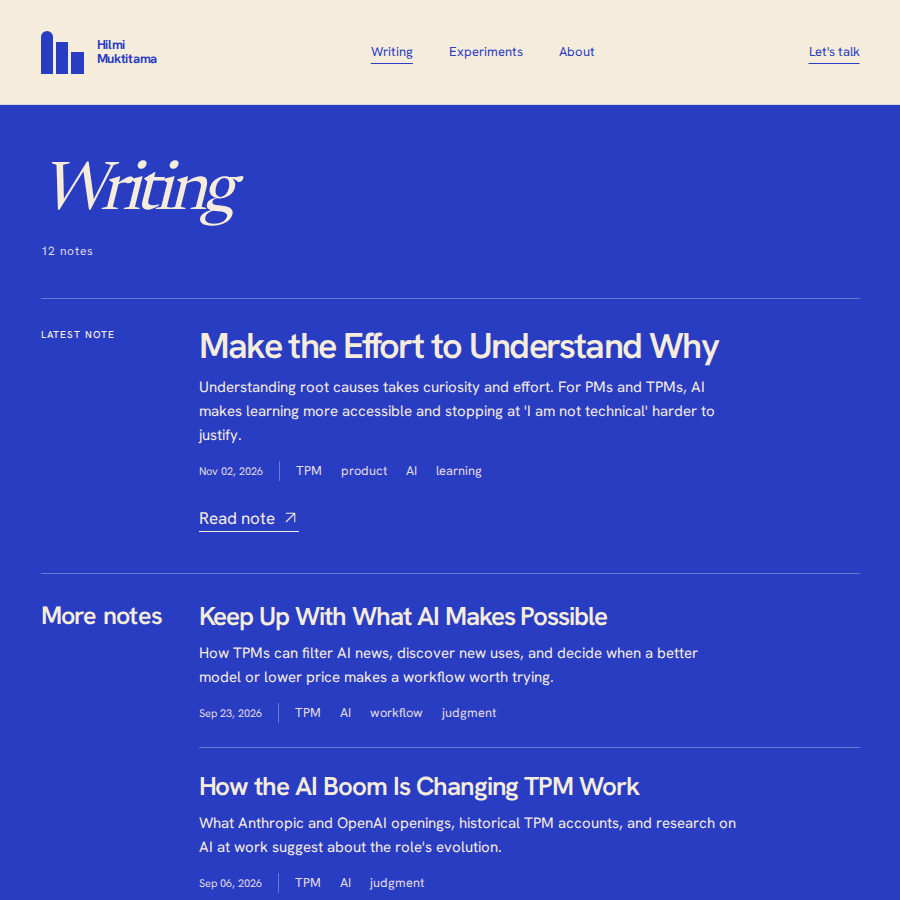 Hilmi
Muktitama
Writing
Experiments
About
Let's talk
Writing
12 notes
LATEST NOTE
Make the Effort to Understand Why
Understanding root causes takes curiosity and effort. For PMs and TPMs, AI
makes learning more accessible and stopping at 'I am not technical' harder to
justify.
Nov 02, 2026 TPM product AI learning
Read note
More notes
Keep Up With What AI Makes Possible
How TPMs can filter AI news, discover new uses, and decide when a better
model or lower price makes a workflow worth trying.
Sep 23, 2026 TPM AI workflow judgment
How the AI Boom Is Changing TPM Work
What Anthropic and OpenAI openings, historical TPM accounts, and research on
AI at work suggest about the role's evolution.
Sep 06, 2026 TPM AI judgment